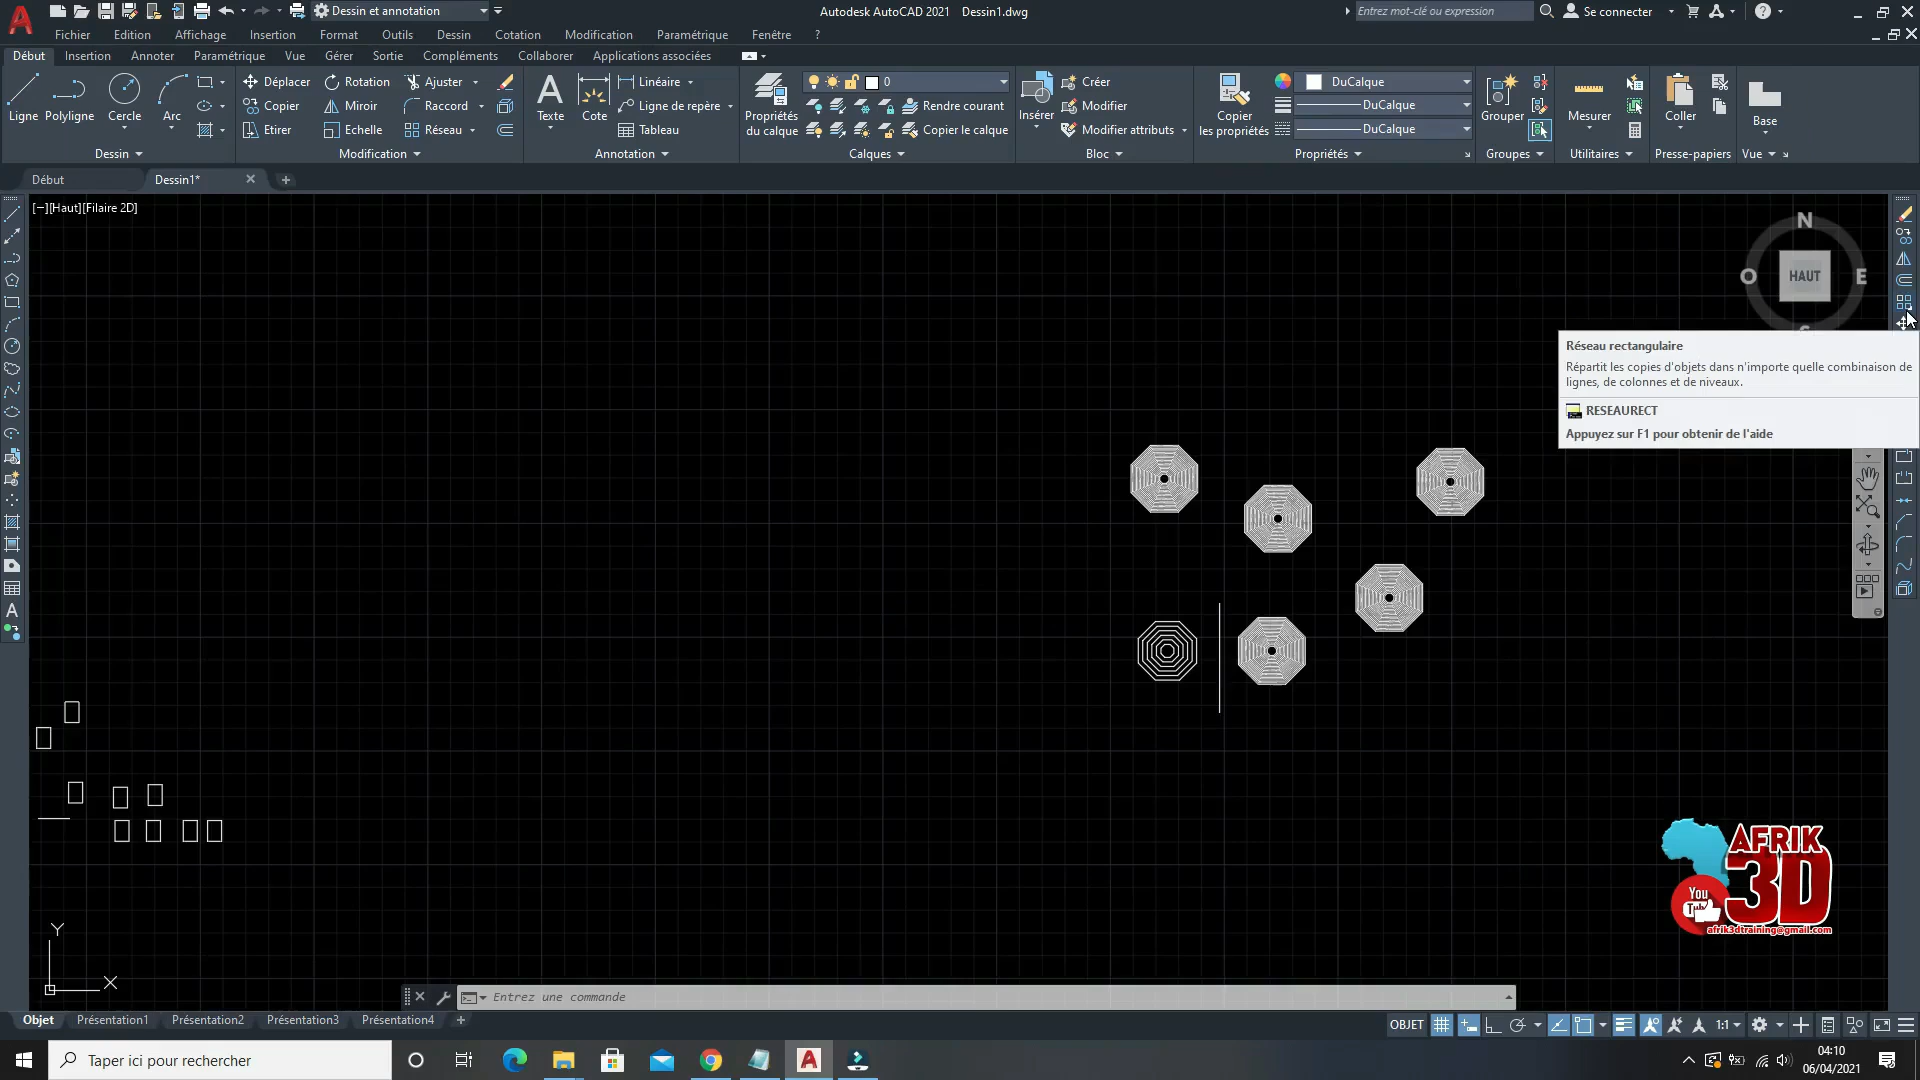 Dessin et annotation
Autodesk AutoCAD 2021 Dessin1.dwg
Entrez mot-clé ou expression
Se connecter
Fichier Edition Affichage Insertion Format Outils Dessin Cotation Modification Paramétrique Fenêtre ?
Début Insertion Annoter Paramétrique Vue Gérer Sortie Compléments Collaborer Applications associées
Ligne
Polyligne
Cercle
Arc
Dessin
Déplacer
Rotation
Ajuster
Copier
Miroir
Raccord
Etirer
Echelle
Réseau
Modification
A
Texte
Cote
Linéaire
Ligne de repère
Tableau
Annotation
Propriétés
du calque
0
Rendre courant
Copier le calque
Calques
Insérer
Créer
Modifier
Modifier attributs
Bloc
Copier
les propriétés
DuCalque
DuCalque
DuCalque
Propriétés
Grouper
Groupes
Mesurer
Utilitaires
Coller
Presse-papiers
Base
Vue
Début
Dessin1*
[−][Haut][Filaire 2D]
N
O
HAUT
E
Réseau rectangulaire
Répartit les copies d'objets dans n'importe quelle combinaison de
lignes, de colonnes et de niveaux.
RESEAURECT
Appuyez sur F1 pour obtenir de l'aide
AFRIK
3D
You
afrik3dtraining@gmail.com
Y
X
Entrez une commande
Objet Présentation1 Présentation2 Présentation3 Présentation4 +
OBJET
1:1
Taper ici pour rechercher
04:10
06/04/2021